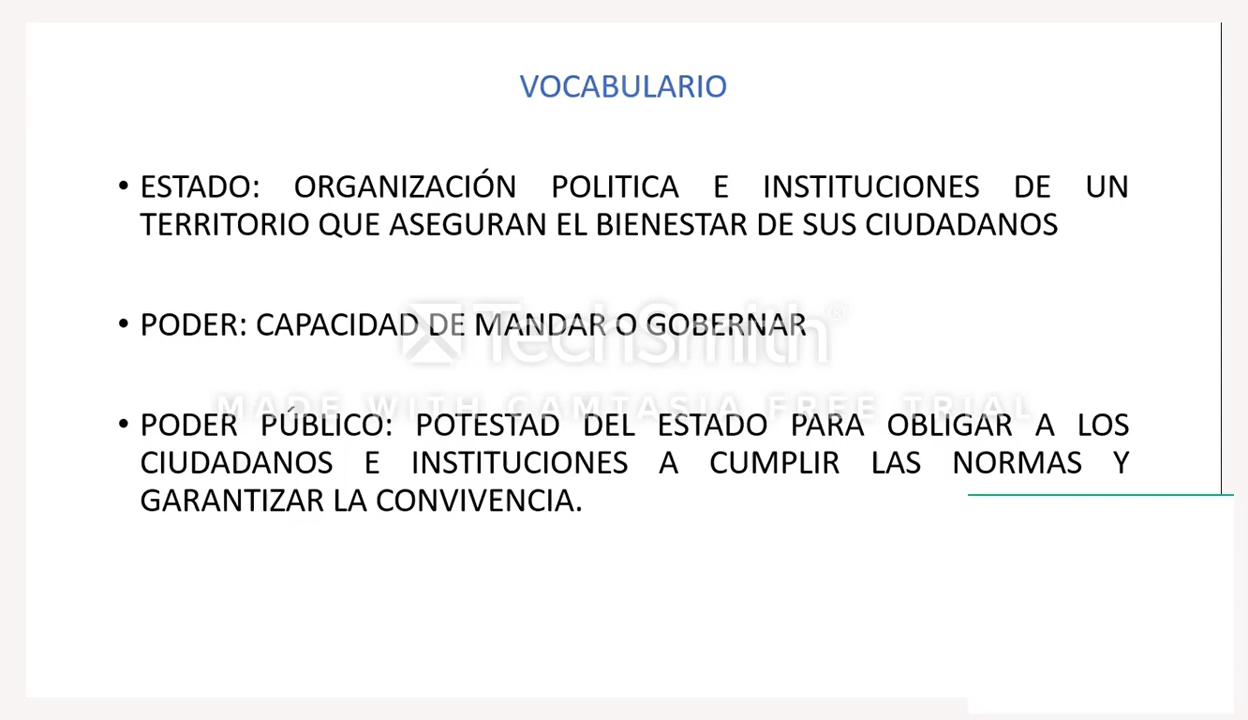 VOCABULARIO
• ESTADO: ORGANIZACIÓN POLITICA E INSTITUCIONES DE UN
TERRITORIO QUE ASEGURAN EL BIENESTAR DE SUS CIUDADANOS
• PODER: CAPACIDAD DE MANDAR O GOBERNAR
TechSmith®
MADE WITH CAMTASIA FREE TRIAL
• PODER PÚBLICO: POTESTAD DEL ESTADO PARA OBLIGAR A LOS
CIUDADANOS E INSTITUCIONES A CUMPLIR LAS NORMAS Y
GARANTIZAR LA CONVIVENCIA.